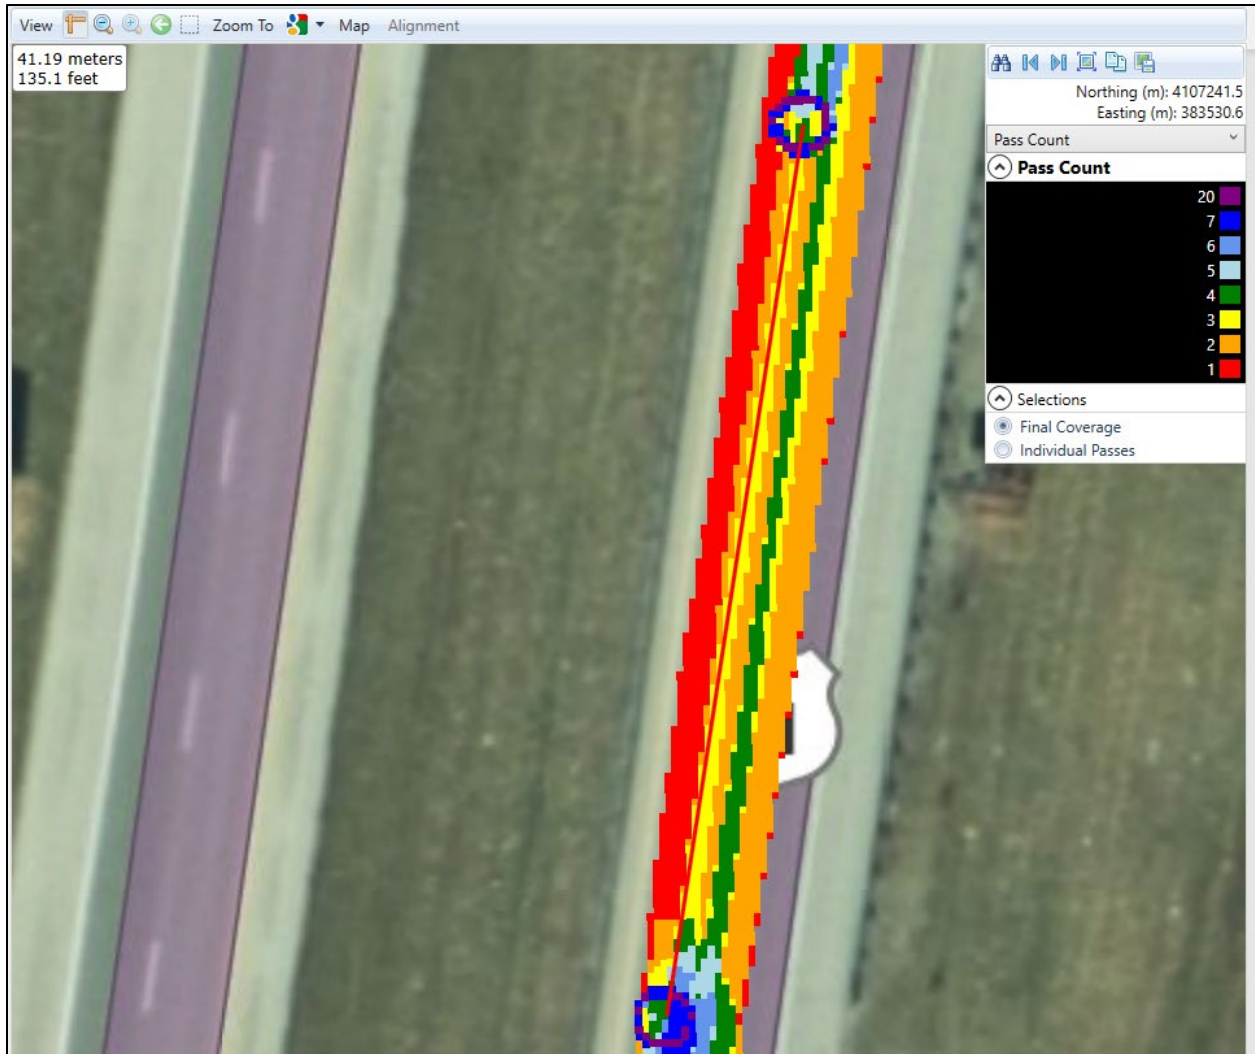 View Zoom To Map Alignment
41.19 meters
135.1 feet
Northing (m): 4107241.5
Easting (m): 383530.6
Pass Count
Pass Count
20
7
6
5
4
3
2
1
Selections
Final Coverage
Individual Passes